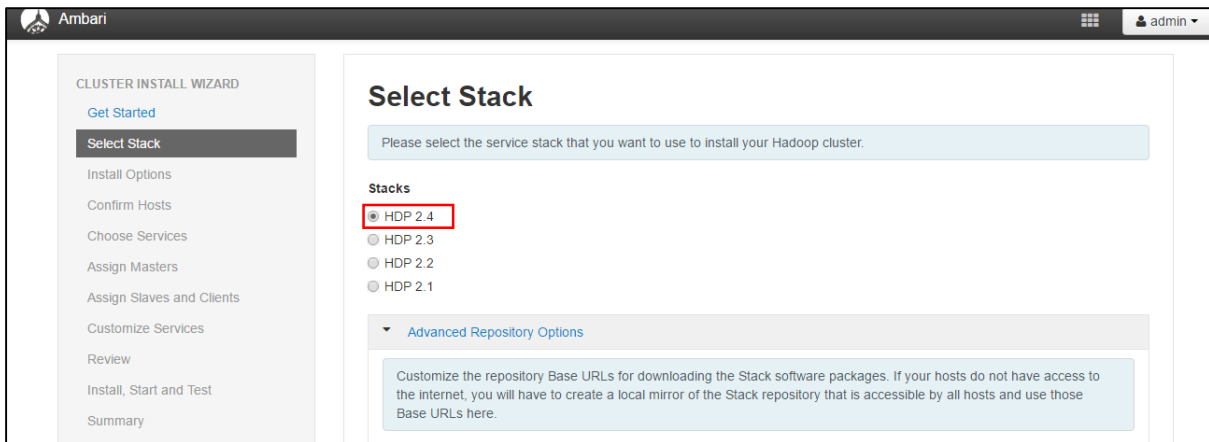 Ambari
admin
CLUSTER INSTALL WIZARD
Get Started
Select Stack
Install Options
Confirm Hosts
Choose Services
Assign Masters
Assign Slaves and Clients
Customize Services
Review
Install, Start and Test
Summary
Select Stack
Please select the service stack that you want to use to install your Hadoop cluster.
Stacks
HDP 2.4
HDP 2.3
HDP 2.2
HDP 2.1
Advanced Repository Options
Customize the repository Base URLs for downloading the Stack software packages. If your hosts do not have access to
the internet, you will have to create a local mirror of the Stack repository that is accessible by all hosts and use those
Base URLs here.